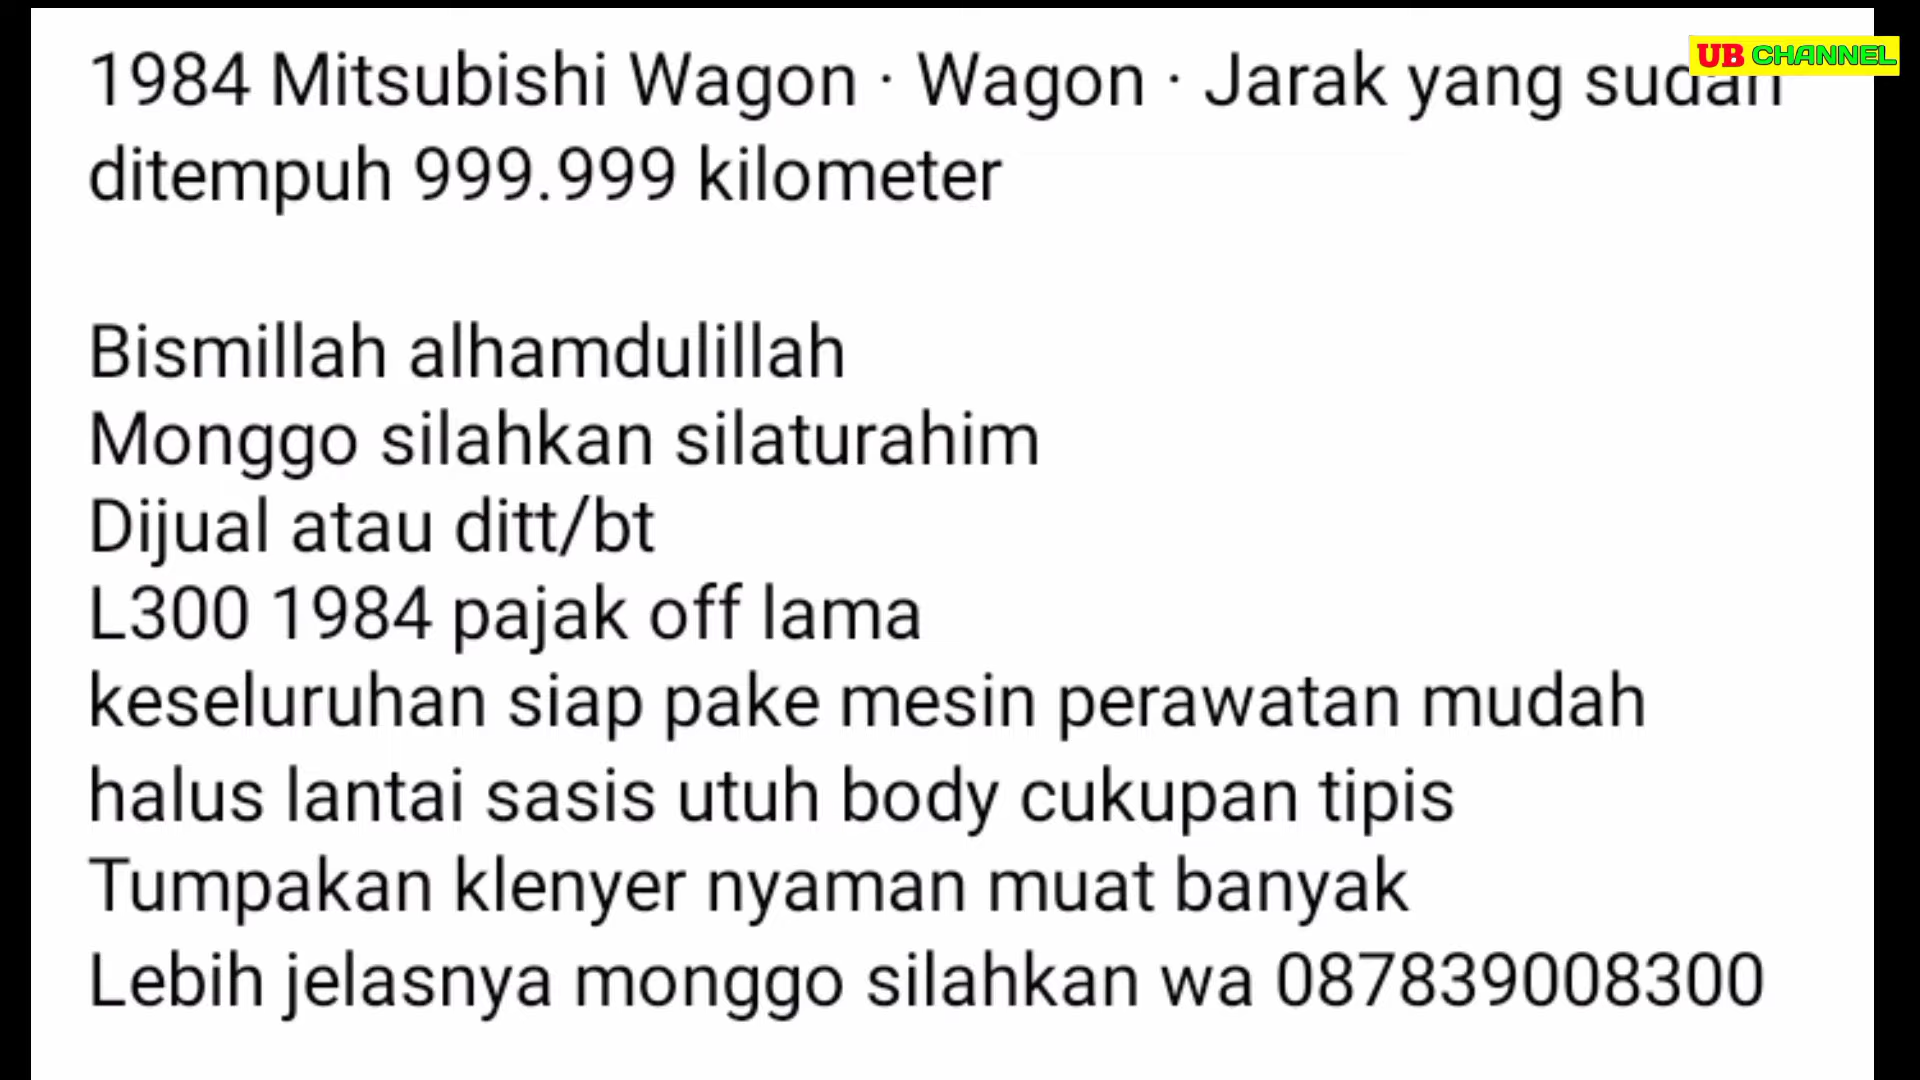 1984 Mitsubishi Wagon · Wagon · Jarak yang sudah
UB CHANNEL
ditempuh 999.999 kilometer
Bismillah alhamdulillah
Monggo silahkan silaturahim
Dijual atau ditt/bt
L300 1984 pajak off lama
keseluruhan siap pake mesin perawatan mudah
halus lantai sasis utuh body cukupan tipis
Tumpakan klenyer nyaman muat banyak
Lebih jelasnya monggo silahkan wa 087839008300